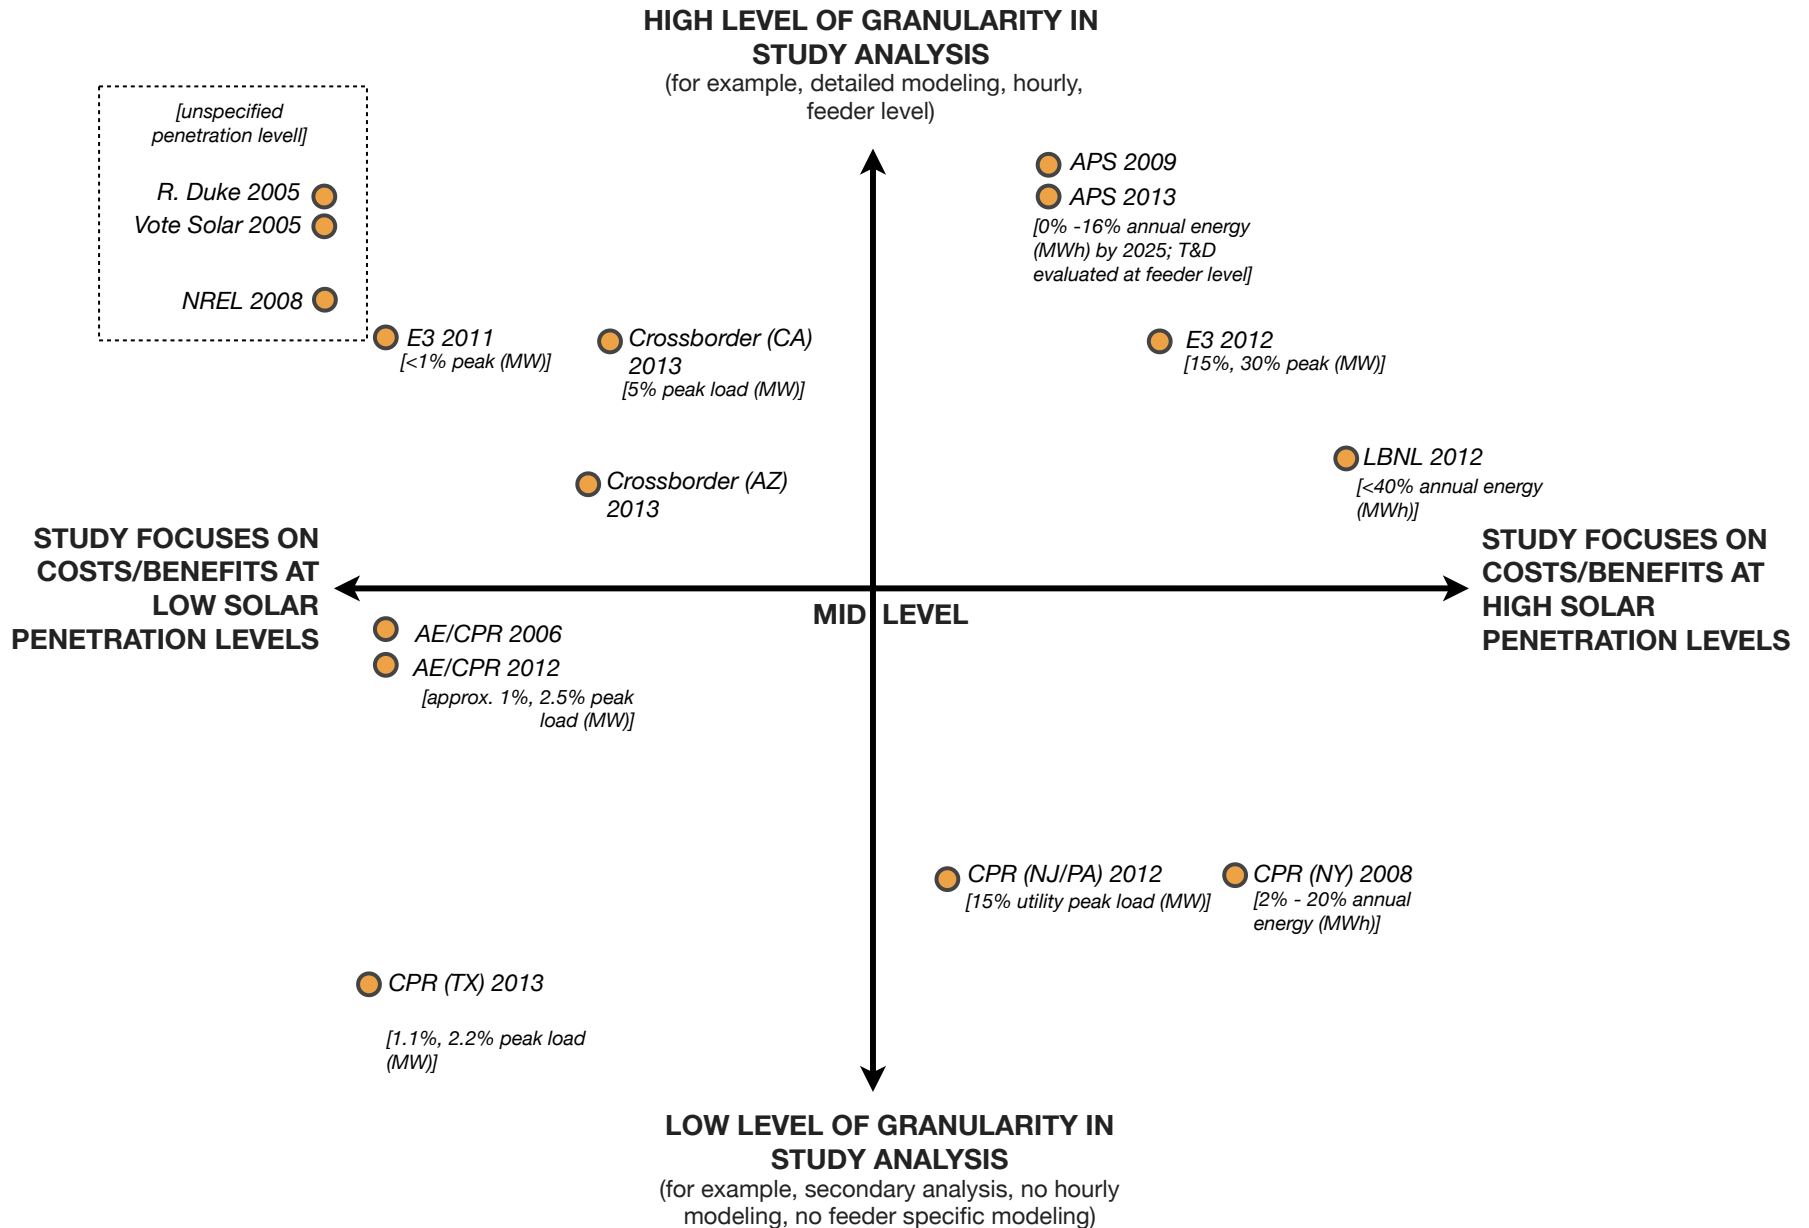 HIGH LEVEL OF GRANULARITY IN
STUDY ANALYSIS
(for example, detailed modeling, hourly,
feeder level)
[unspecified
penetration levell]
R. Duke 2005
Vote Solar 2005
NREL 2008
APS 2009
APS 2013
[0% -16% annual energy
(MWh) by 2025; T&D
evaluated at feeder level]
E3 2011
[<1% peak (MW)]
Crossborder (CA)
2013
[5% peak load (MW)]
E3 2012
[15%, 30% peak (MW)]
LBNL 2012
[<40% annual energy
(MWh)]
Crossborder (AZ)
2013
STUDY FOCUSES ON
COSTS/BENEFITS AT
LOW SOLAR
PENETRATION LEVELS
MID LEVEL
STUDY FOCUSES ON
COSTS/BENEFITS AT
HIGH SOLAR
PENETRATION LEVELS
AE/CPR 2006
AE/CPR 2012
[approx. 1%, 2.5% peak
load (MW)]
CPR (NJ/PA) 2012
[15% utility peak load (MW)]
CPR (NY) 2008
[2% - 20% annual
energy (MWh)]
CPR (TX) 2013
[1.1%, 2.2% peak load
(MW)]
LOW LEVEL OF GRANULARITY IN
STUDY ANALYSIS
(for example, secondary analysis, no hourly
modeling, no feeder specific modeling)